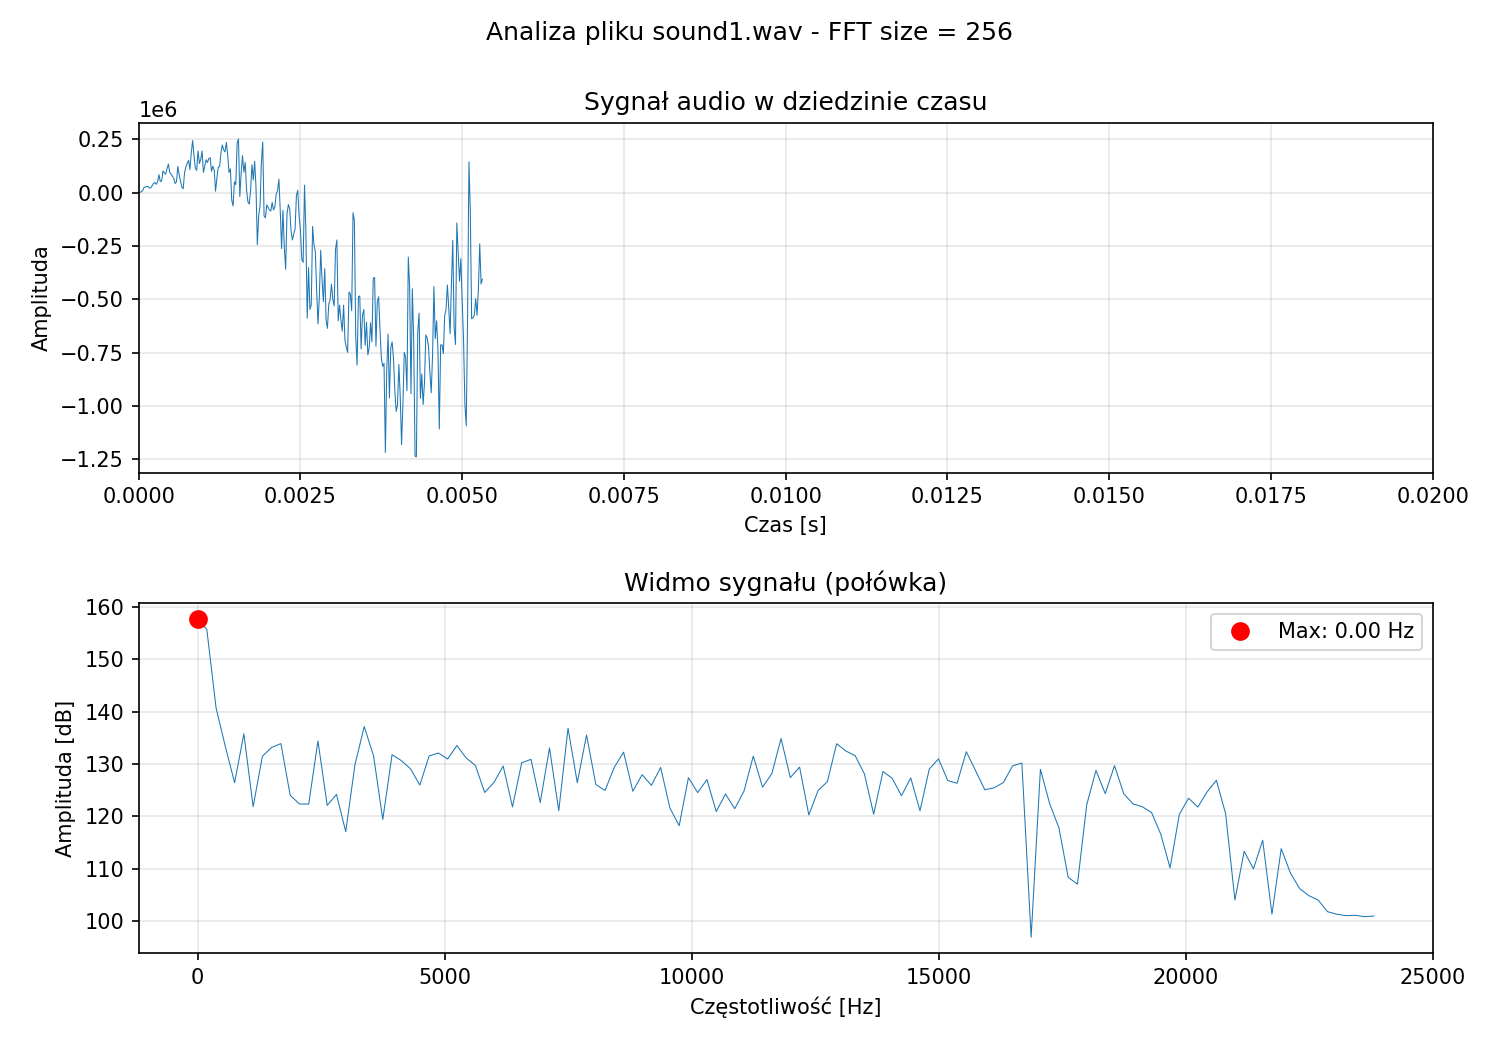 Analiza pliku sound1.wav - FFT size = 256
Sygnał audio w dziedzinie czasu
1e6
0.25
0.00
−0.25
−0.50
−0.75
−1.00
−1.25
Amplituda
0.0000 0.0025 0.0050 0.0075 0.0100 0.0125 0.0150 0.0175 0.0200
Czas [s]
Widmo sygnału (połówka)
160
150
140
130
120
110
100
Amplituda [dB]
Max: 0.00 Hz
0 5000 10000 15000 20000 25000
Częstotliwość [Hz]